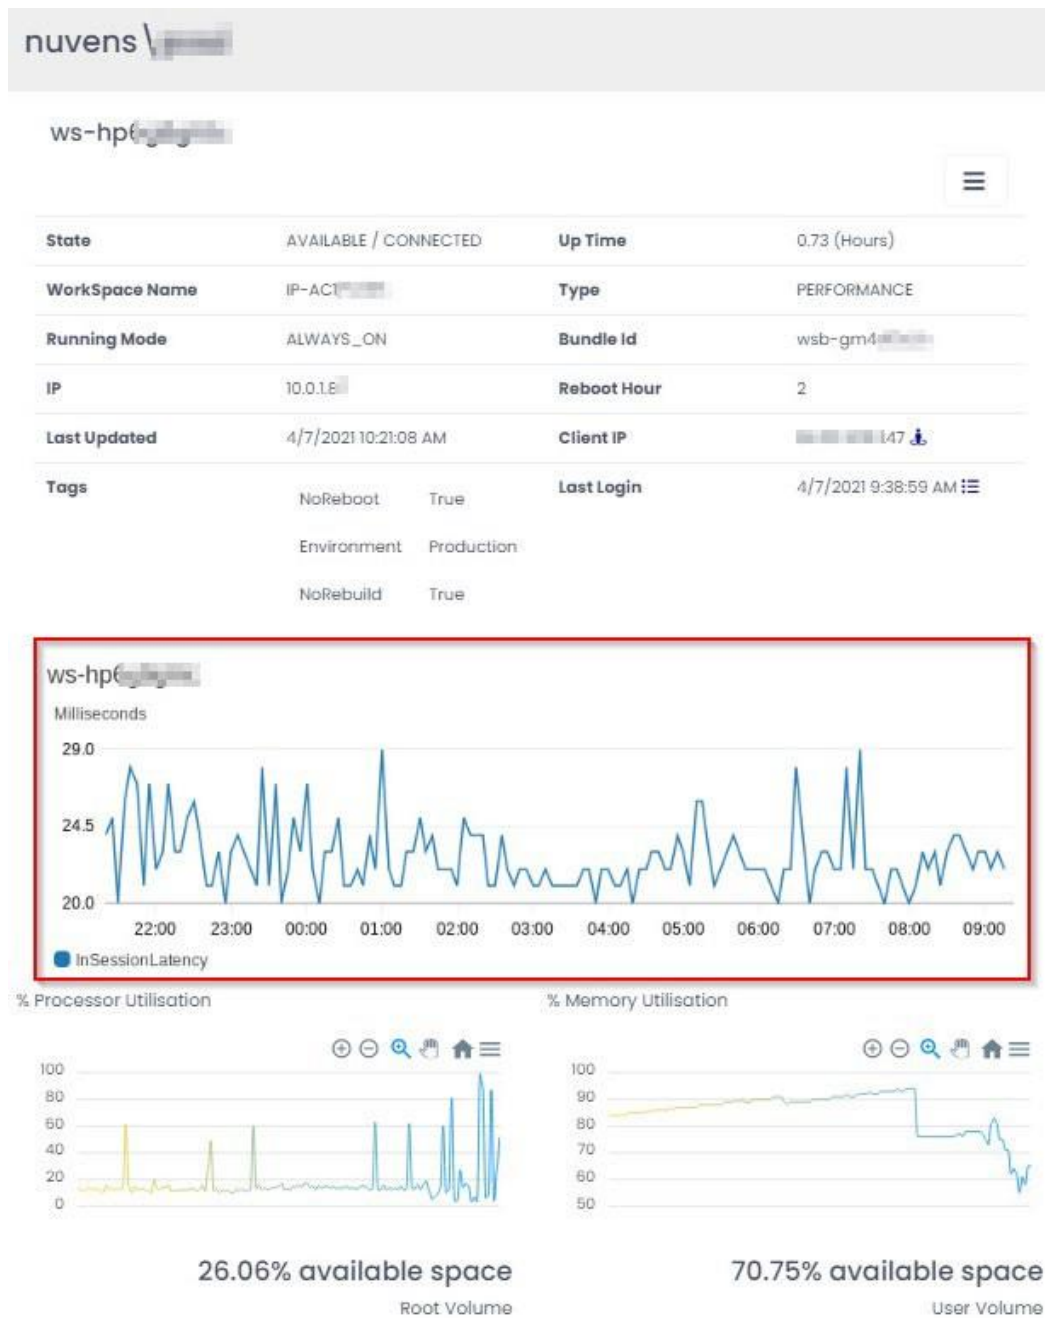 nuvens\
ws-hp6
State AVAILABLE / CONNECTED Up Time 0.73 (Hours)
WorkSpace Name IP-AC1 Type PERFORMANCE
Running Mode ALWAYS_ON Bundle Id wsb-gm4
IP 10.0.1.8 Reboot Hour 2
Last Updated 4/7/2021 10:21:08 AM Client IP 147
Tags Last Login 4/7/2021 9:38:59 AM
NoReboot True
Environment Production
NoRebuild True
ws-hp6
Milliseconds
29.0
24.5
20.0
22:00 23:00 00:00 01:00 02:00 03:00 04:00 05:00 06:00 07:00 08:00 09:00
InSessionLatency
% Processor Utilisation % Memory Utilisation
100
80
60
40
20
0
100
90
80
70
60
50
26.06% available space 70.75% available space
Root Volume User Volume